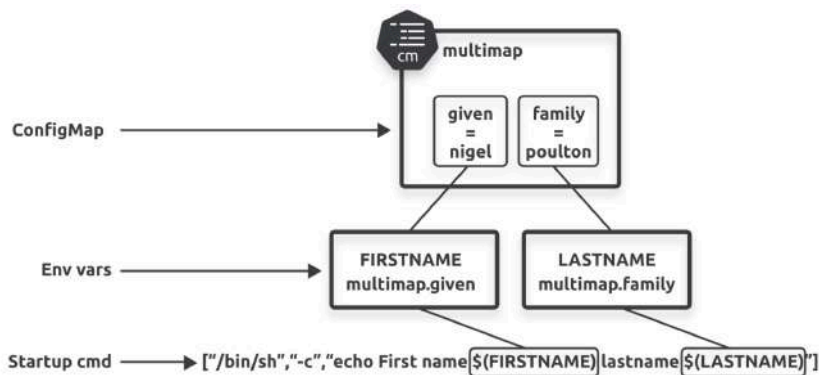 cm
multimap
given
=
nigel
family
=
poulton
ConfigMap
FIRSTNAME
multimap.given
LASTNAME
multimap.family
Env vars
Startup cmd
["/bin/sh","-c","echo First name $(FIRSTNAME) lastname $(LASTNAME)"]